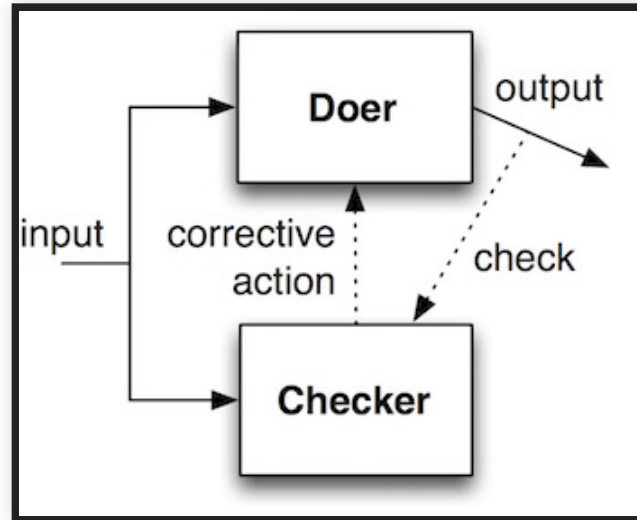 Doer
output
input
corrective
action
check
Checker